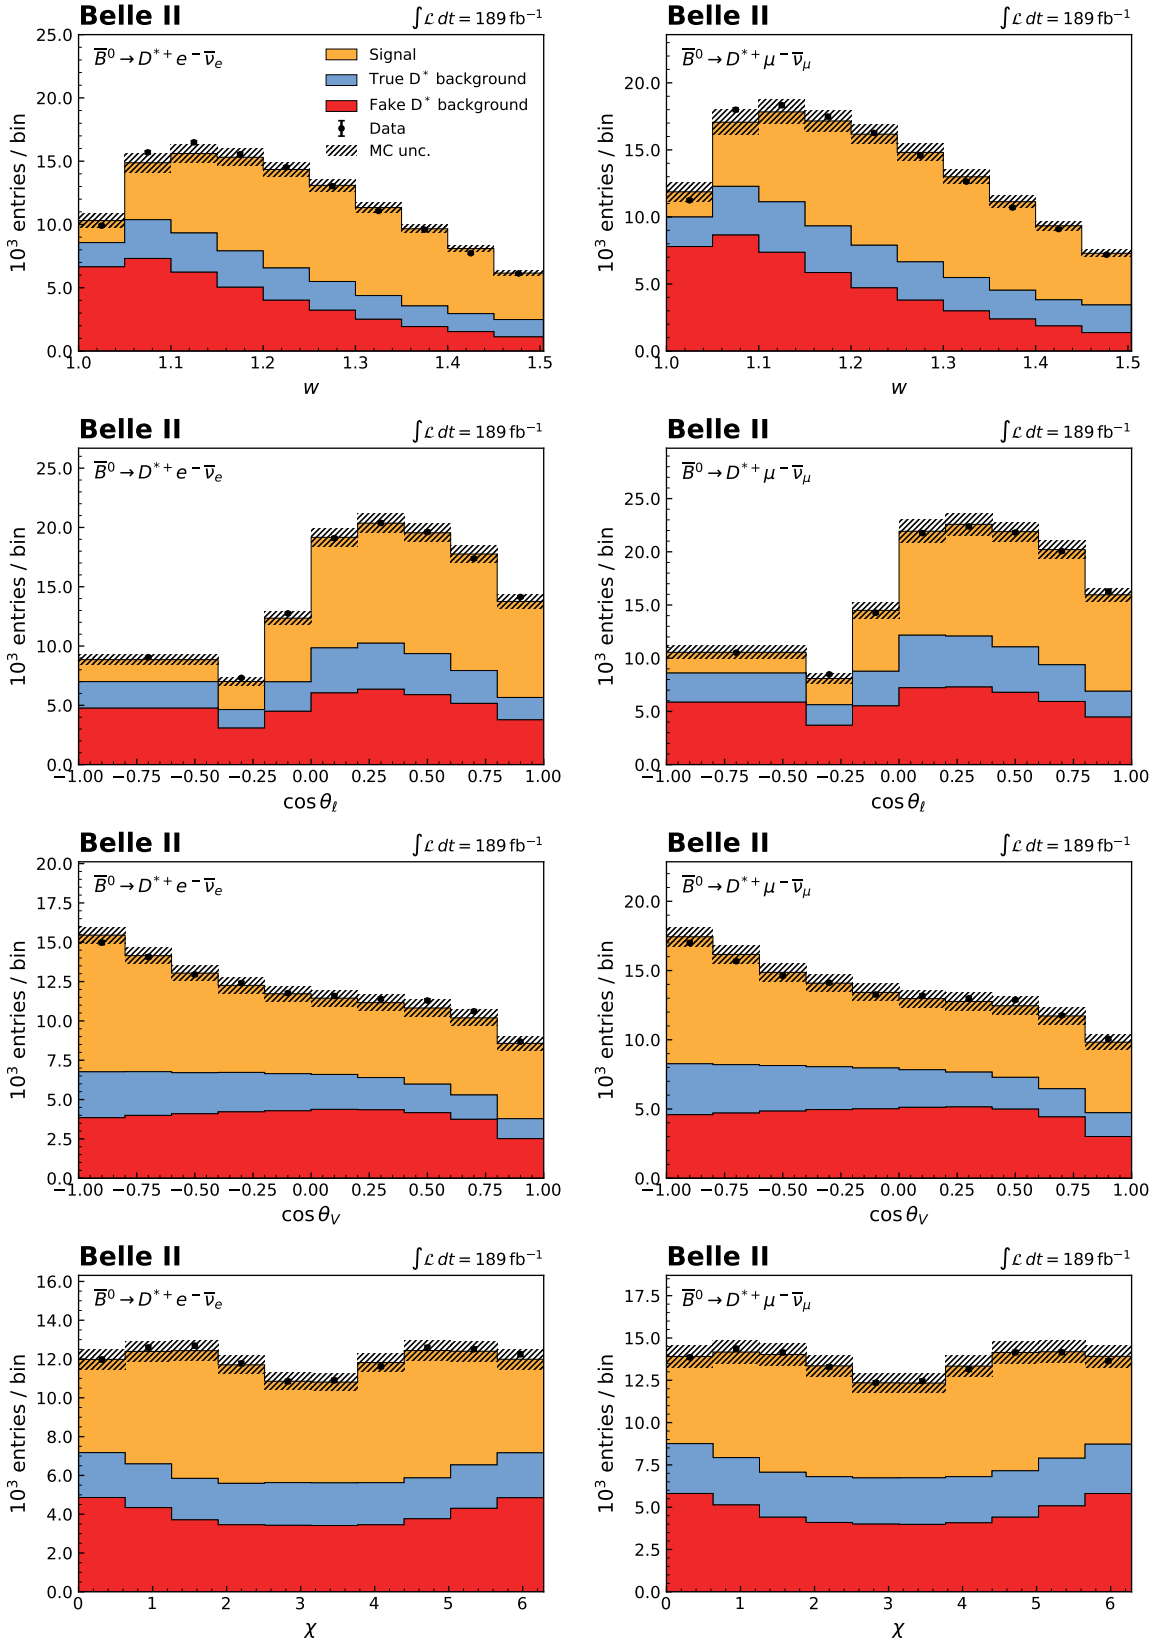 Belle II ∫ℒ dt = 189 fb⁻¹
B̅⁰ → D*⁺ e⁻ ν̅ₑ
Signal
True D* background
Fake D* background
Data
MC unc.
10³ entries / bin
25.0
20.0
15.0
10.0
5.0
0.0
1.0 1.1 1.2 1.3 1.4 1.5
w
Belle II ∫ℒ dt = 189 fb⁻¹
B̅⁰ → D*⁺ μ⁻ ν̅_μ
10³ entries / bin
20.0
15.0
10.0
5.0
0.0
1.0 1.1 1.2 1.3 1.4 1.5
w
Belle II ∫ℒ dt = 189 fb⁻¹
B̅⁰ → D*⁺ e⁻ ν̅ₑ
10³ entries / bin
25.0
20.0
15.0
10.0
5.0
0.0
−1.00 −0.75 −0.50 −0.25 0.00 0.25 0.50 0.75 1.00
cos θ_ℓ
Belle II ∫ℒ dt = 189 fb⁻¹
B̅⁰ → D*⁺ μ⁻ ν̅_μ
10³ entries / bin
25.0
20.0
15.0
10.0
5.0
0.0
−1.00 −0.75 −0.50 −0.25 0.00 0.25 0.50 0.75 1.00
cos θ_ℓ
Belle II ∫ℒ dt = 189 fb⁻¹
B̅⁰ → D*⁺ e⁻ ν̅ₑ
10³ entries / bin
20.0
17.5
15.0
12.5
10.0
7.5
5.0
2.5
0.0
−1.00 −0.75 −0.50 −0.25 0.00 0.25 0.50 0.75 1.00
cos θ_V
Belle II ∫ℒ dt = 189 fb⁻¹
B̅⁰ → D*⁺ μ⁻ ν̅_μ
10³ entries / bin
20.0
15.0
10.0
5.0
0.0
−1.00 −0.75 −0.50 −0.25 0.00 0.25 0.50 0.75 1.00
cos θ_V
Belle II ∫ℒ dt = 189 fb⁻¹
B̅⁰ → D*⁺ e⁻ ν̅ₑ
10³ entries / bin
16.0
14.0
12.0
10.0
8.0
6.0
4.0
2.0
0.0
0 1 2 3 4 5 6
χ
Belle II ∫ℒ dt = 189 fb⁻¹
B̅⁰ → D*⁺ μ⁻ ν̅_μ
10³ entries / bin
17.5
15.0
12.5
10.0
7.5
5.0
2.5
0.0
0 1 2 3 4 5 6
χ